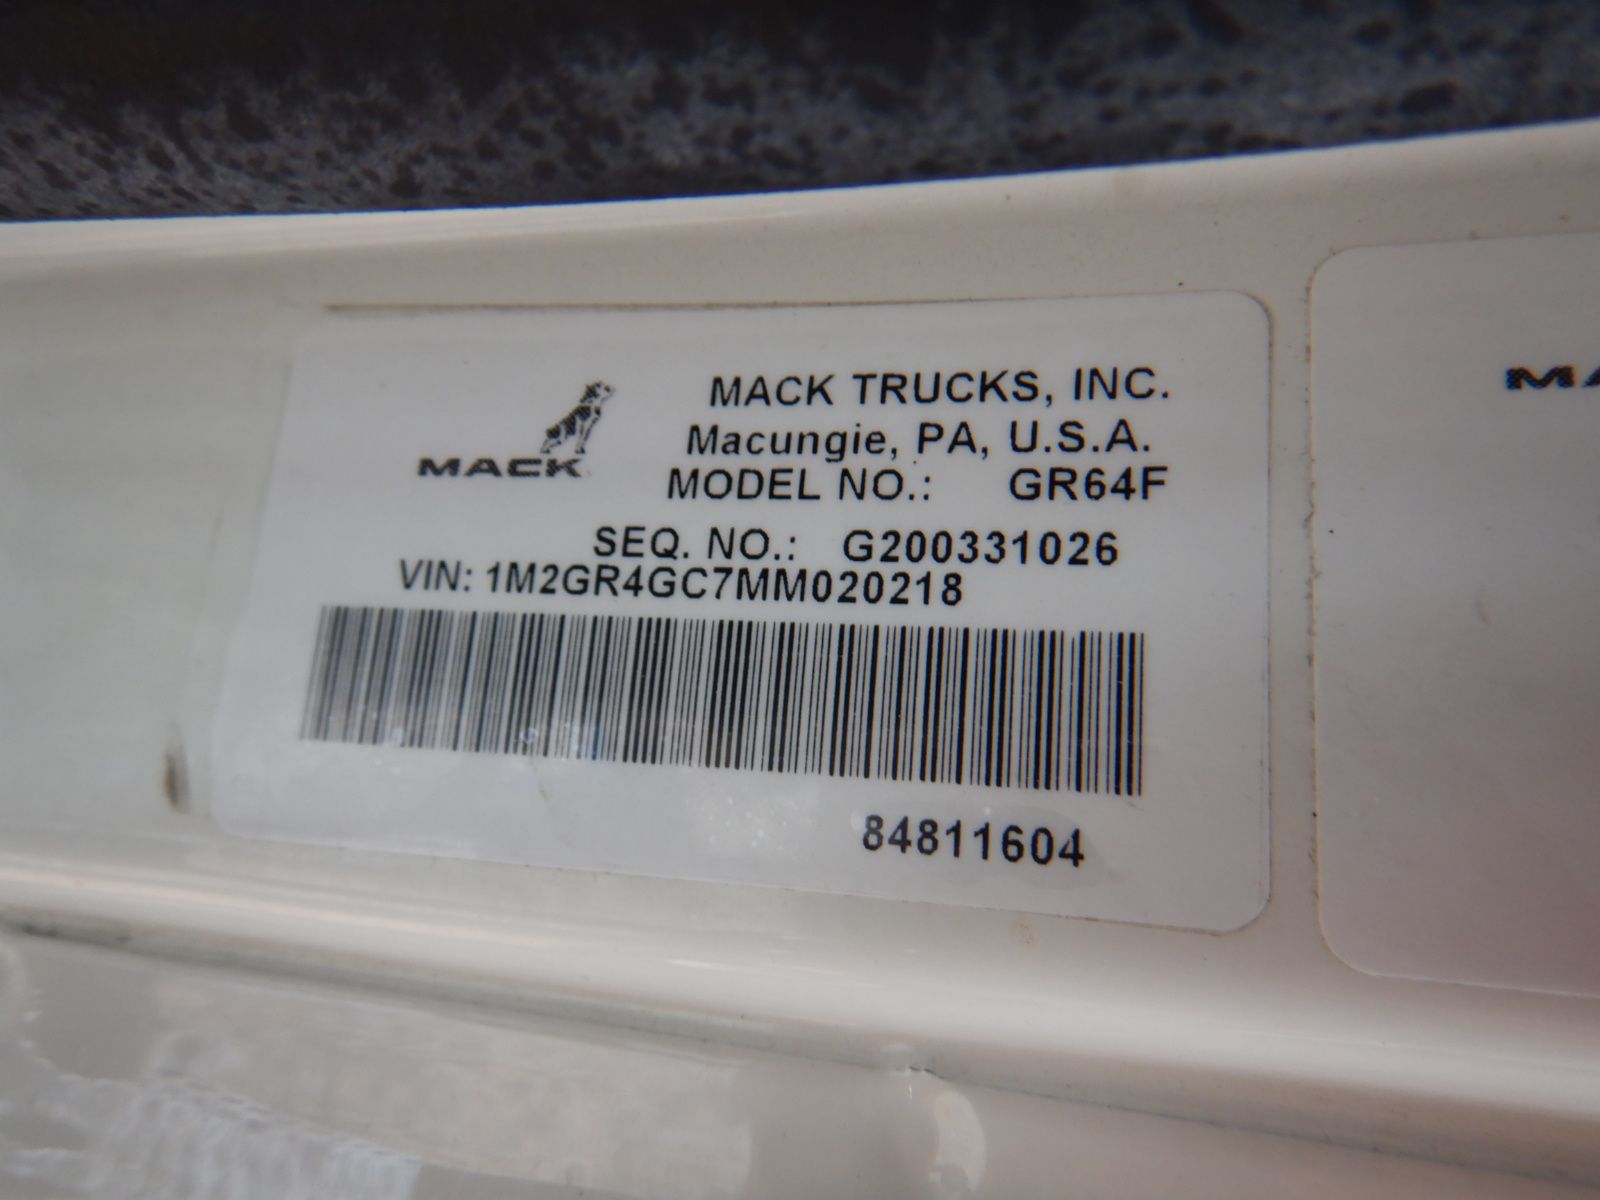 MACK
MACK TRUCKS, INC.
Macungie, PA, U.S.A.
MODEL NO.: GR64F
SEQ. NO.: G200331026
VIN: 1M2GR4GC7MM020218
84811604